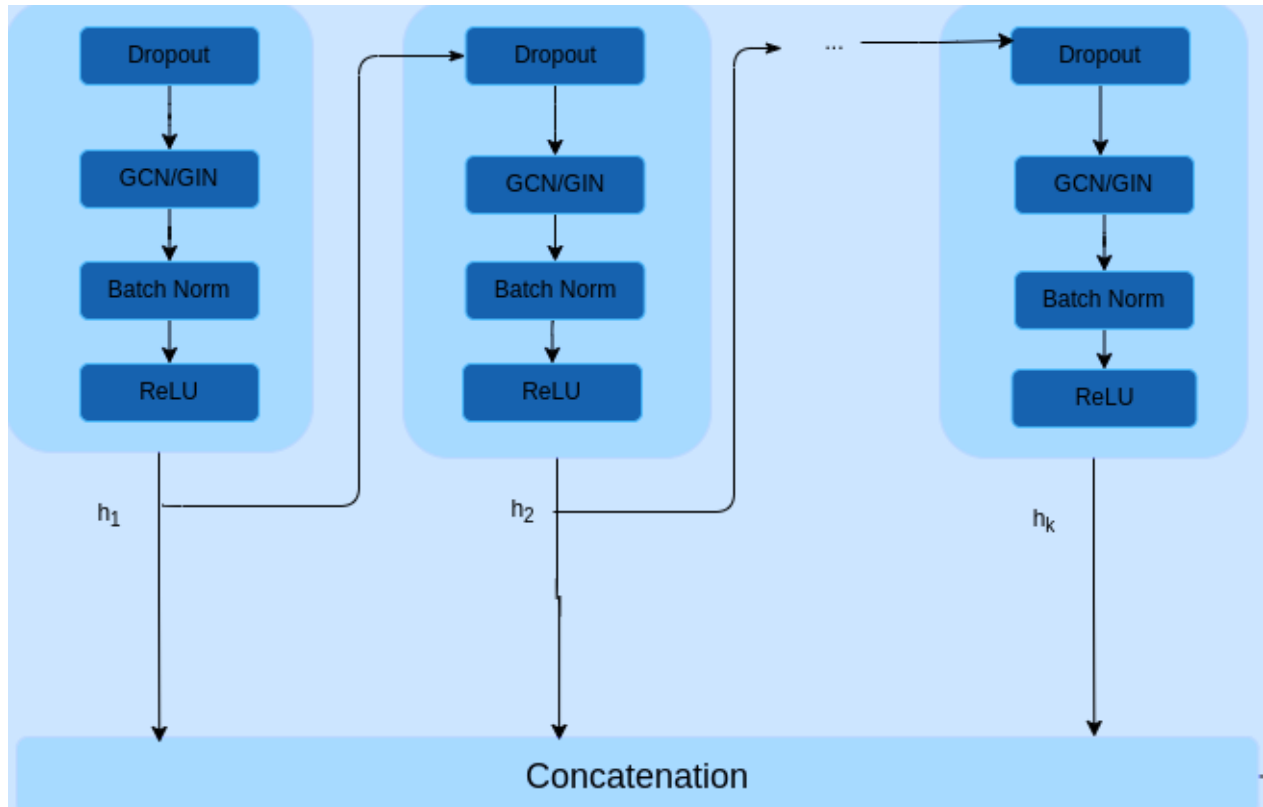 Dropout
GCN/GIN
Batch Norm
ReLU
h1
Dropout
GCN/GIN
Batch Norm
ReLU
h2
...
Dropout
GCN/GIN
Batch Norm
ReLU
hk
Concatenation